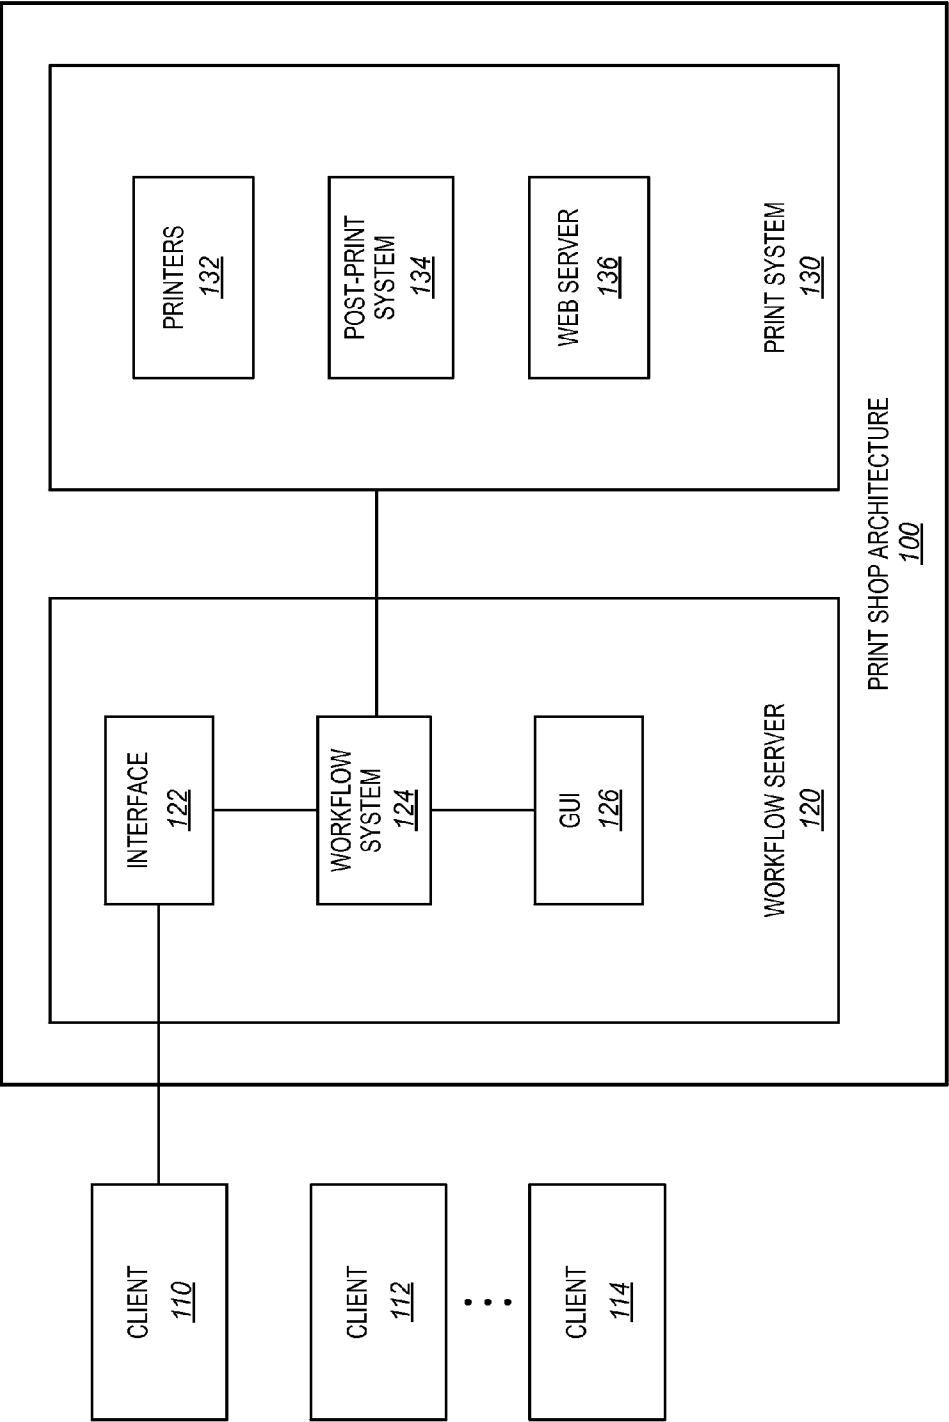 CLIENT
110
CLIENT
112
CLIENT
114
INTERFACE
122
WORKFLOW
SYSTEM
124
GUI
126
WORKFLOW SERVER
120
PRINTERS
132
POST-PRINT
SYSTEM
134
WEB SERVER
136
PRINT SYSTEM
130
PRINT SHOP ARCHITECTURE
100